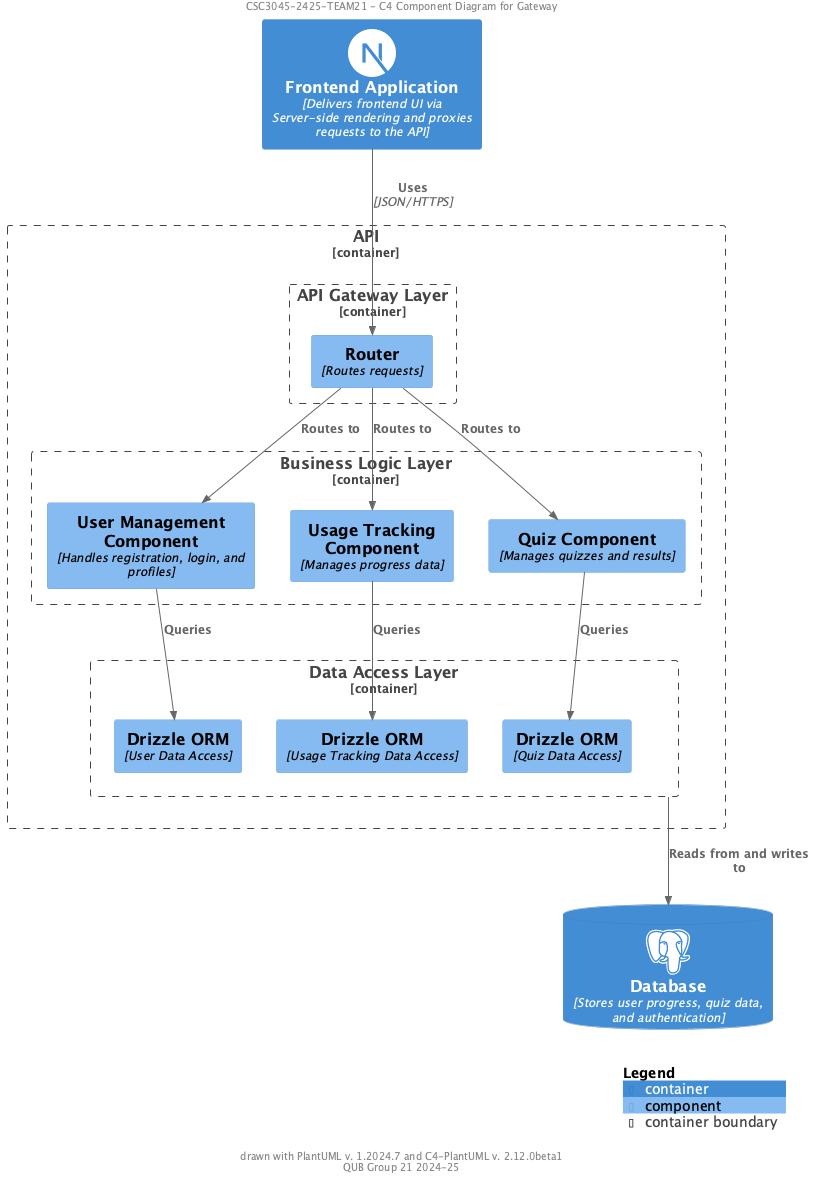 CSC3045-2425-TEAM21 - C4 Component Diagram for Gateway
N
Frontend Application
[Delivers frontend UI via
Server-side rendering and proxies
requests to the API]
Uses
[JSON/HTTPS]
API
[container]
API Gateway Layer
[container]
Router
[Routes requests]
Routes to
Routes to
Routes to
Business Logic Layer
[container]
User Management
Component
[Handles registration, login, and
profiles]
Usage Tracking
Component
[Manages progress data]
Quiz Component
[Manages quizzes and results]
Queries
Queries
Queries
Data Access Layer
[container]
Drizzle ORM
[User Data Access]
Drizzle ORM
[Usage Tracking Data Access]
Drizzle ORM
[Quiz Data Access]
Reads from and writes
to
Database
[Stores user progress, quiz data,
and authentication]
Legend
container
component
container boundary
drawn with PlantUML v. 1.2024.7 and C4-PlantUML v. 2.12.0beta1
QUB Group 21 2024-25